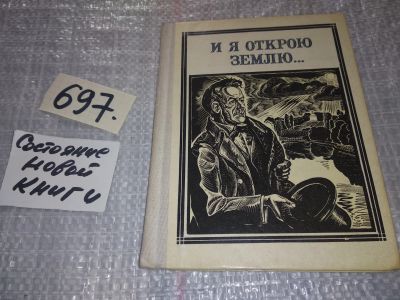 И Я ОТКРОЮ
ЗЕМЛЮ...
697.
Состояние
новой
книги